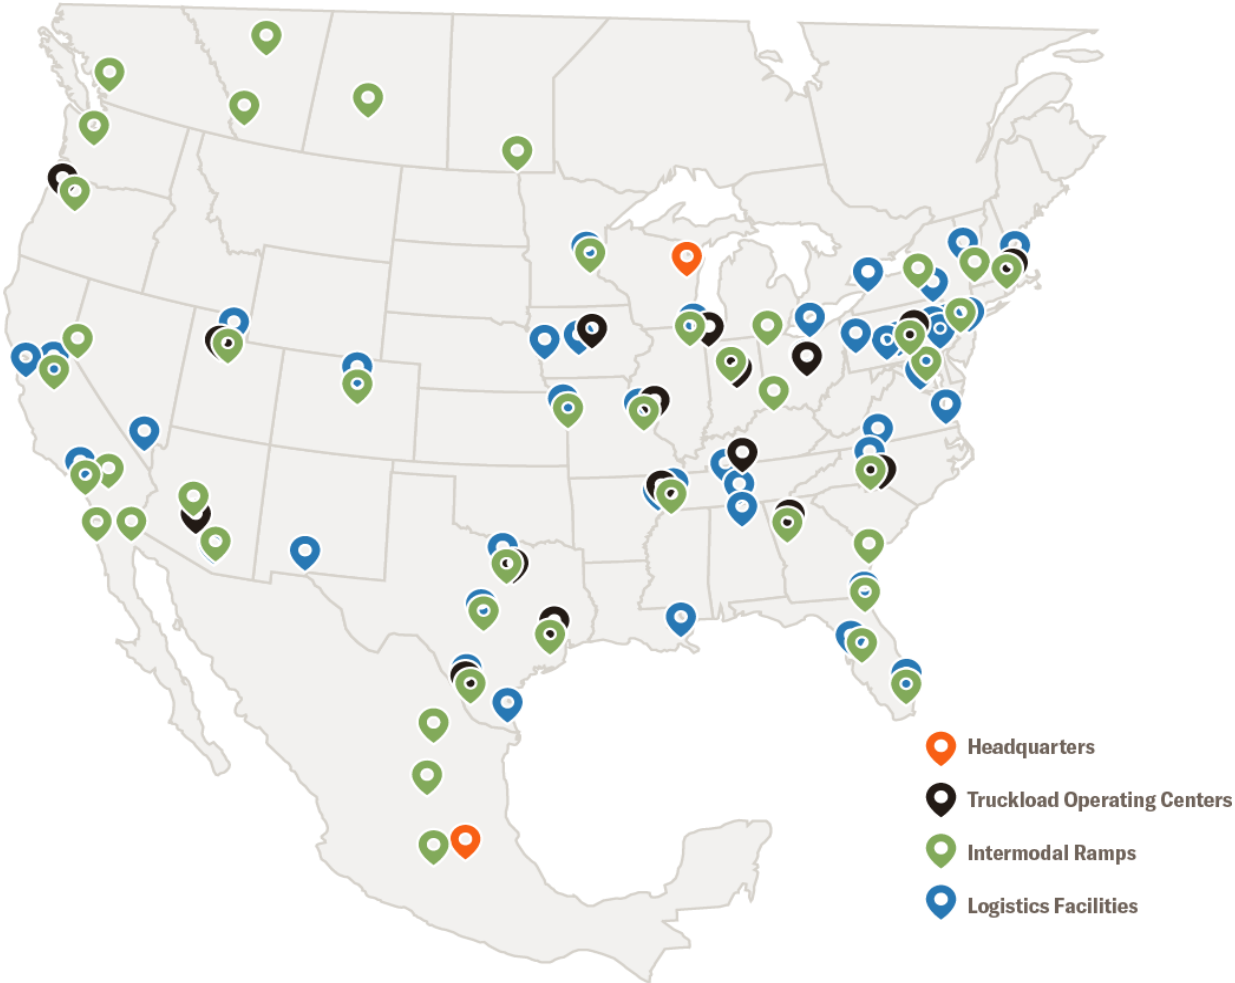 Headquarters
Truckload Operating Centers
Intermodal Ramps
Logistics Facilities